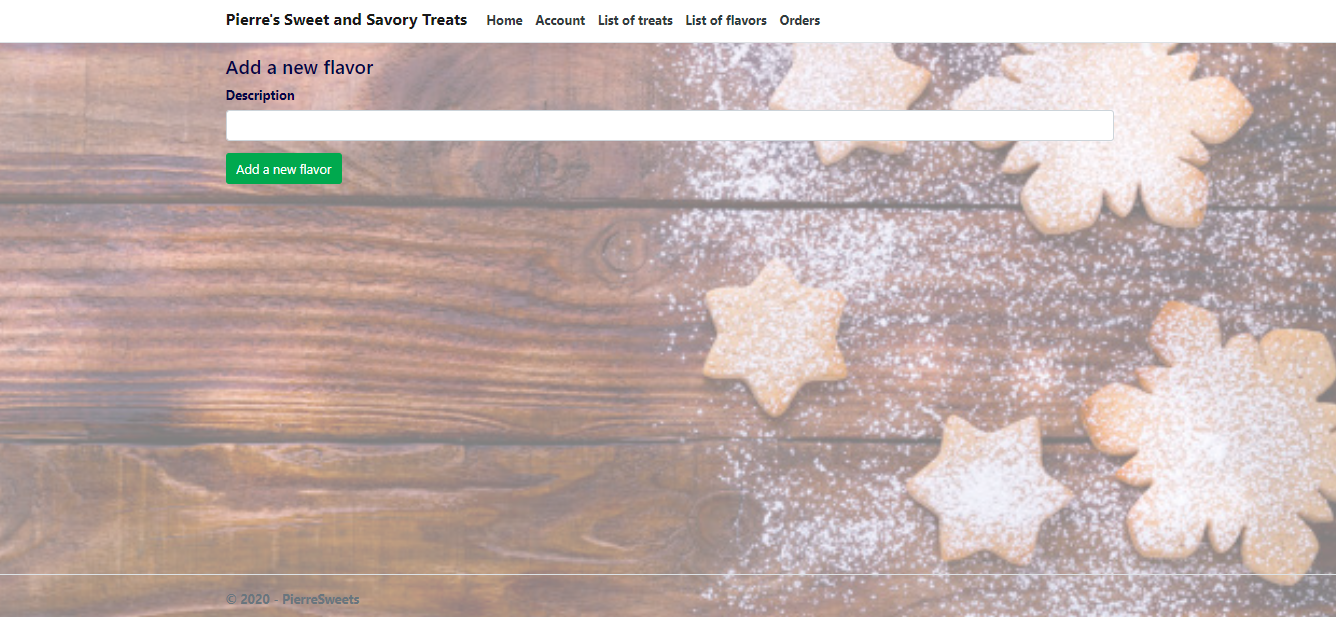 Pierre's Sweet and Savory Treats Home Account List of treats List of flavors Orders
Add a new flavor
Description
Add a new flavor
© 2020 - PierreSweets